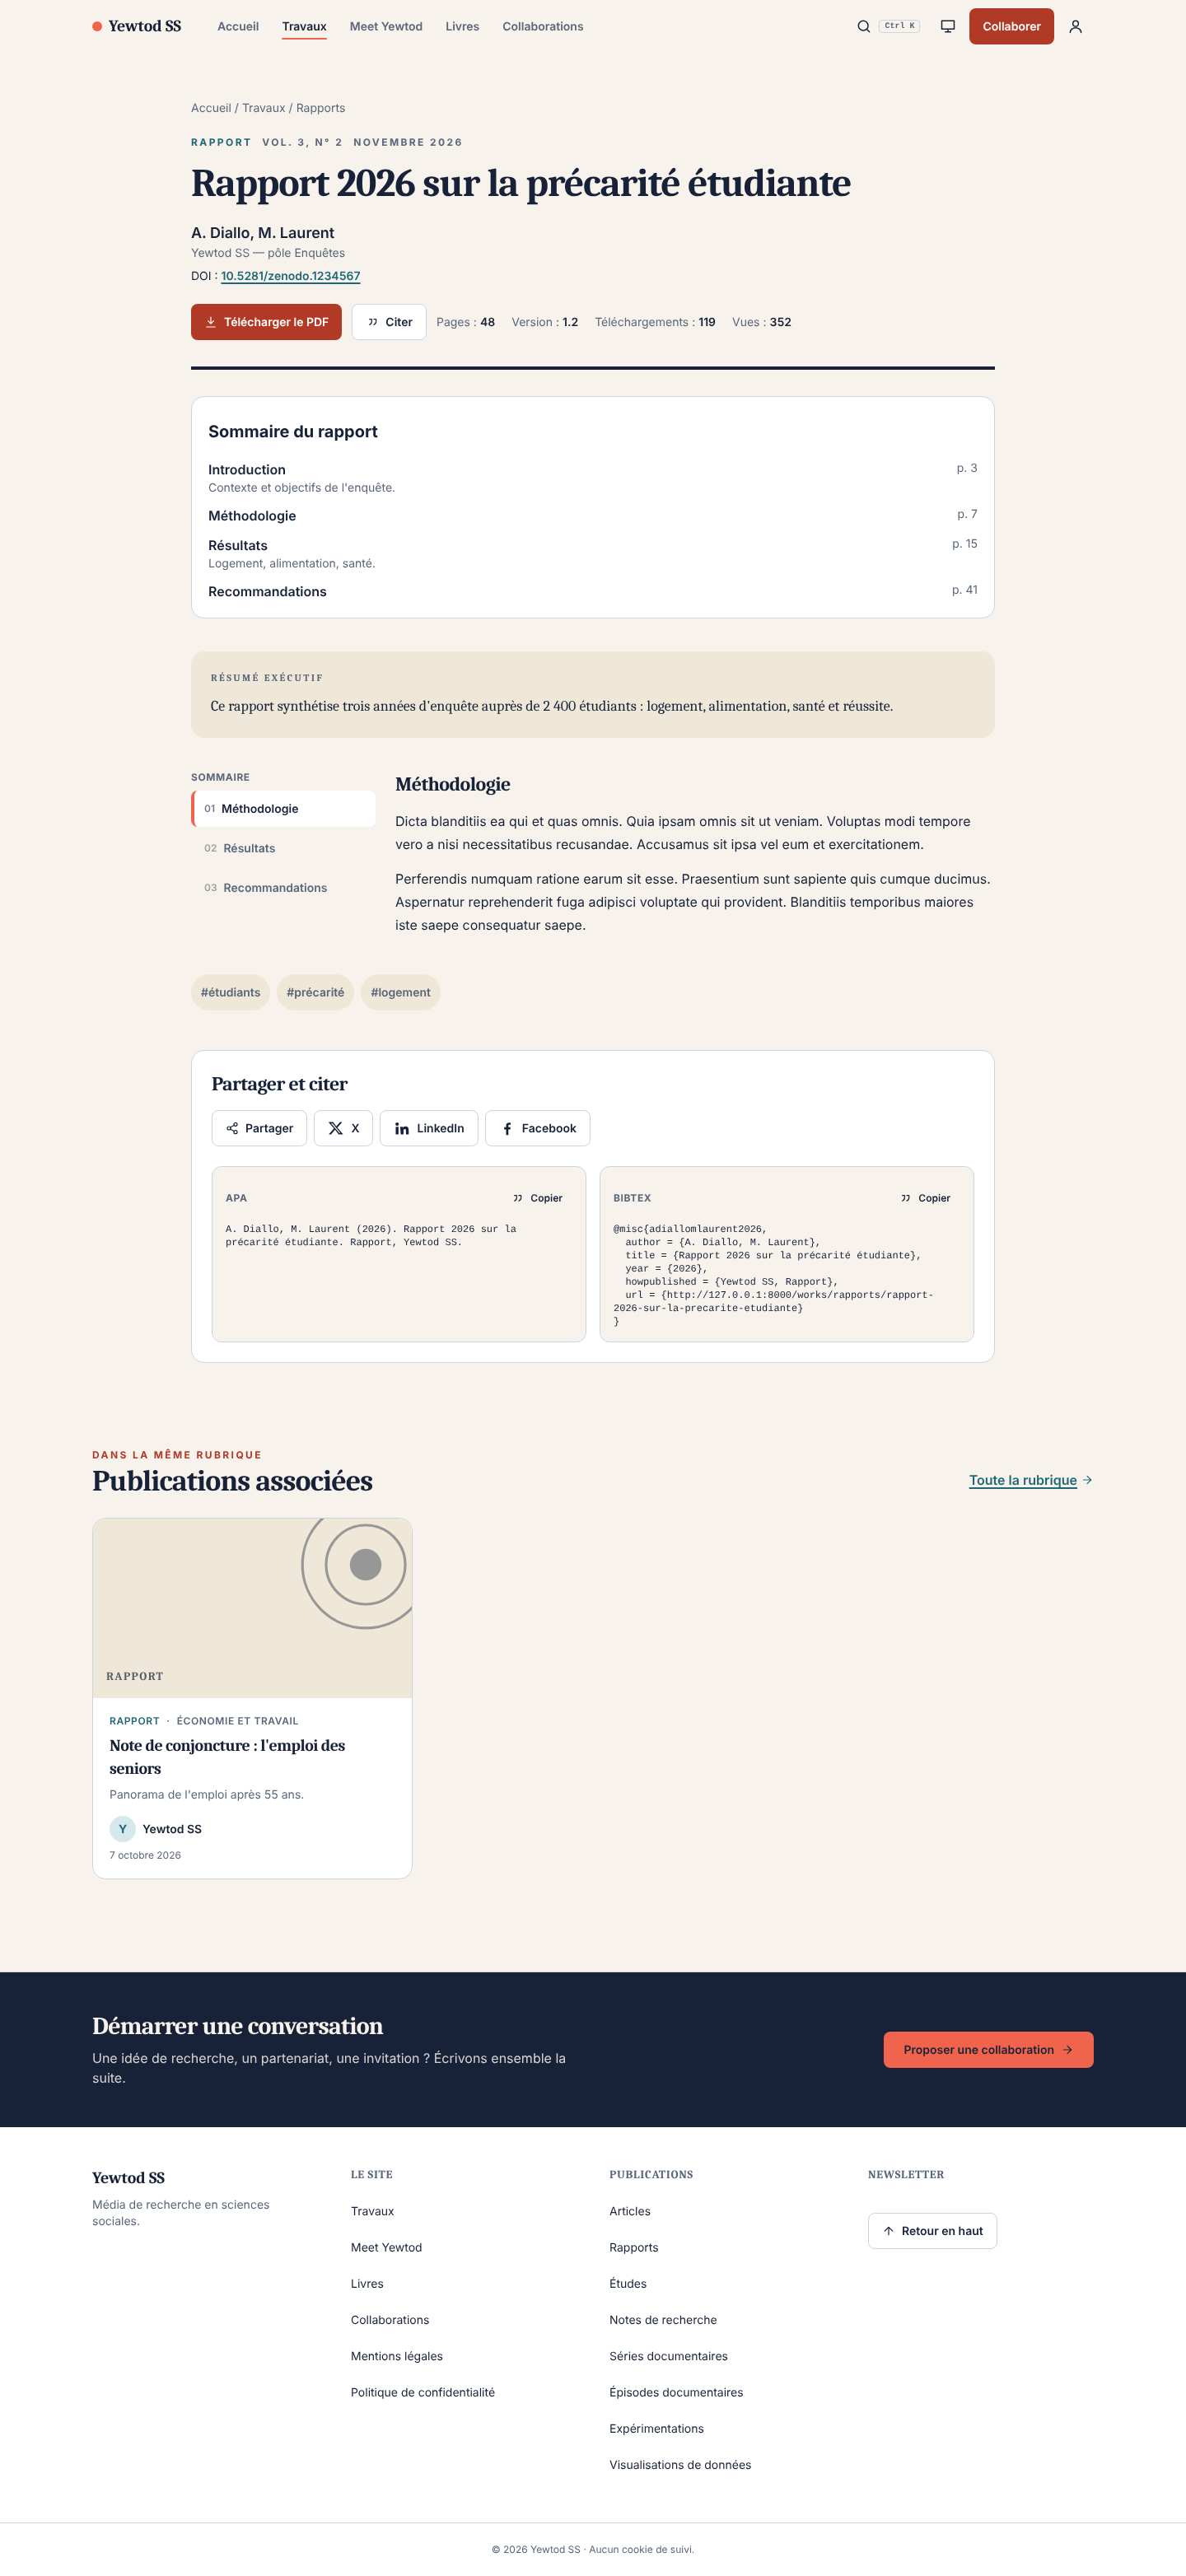 Yewtod SS
Accueil
Travaux
Meet Yewtod
Livres
Collaborations
Ctrl K
Collaborer
Accueil / Travaux / Rapports
RAPPORT VOL. 3, N° 2 NOVEMBRE 2026
Rapport 2026 sur la précarité étudiante
A. Diallo, M. Laurent
Yewtod SS — pôle Enquêtes
DOI : 10.5281/zenodo.1234567
Télécharger le PDF
Citer
Pages : 48
Version : 1.2
Téléchargements : 119
Vues : 352
Sommaire du rapport
Introduction
p. 3
Contexte et objectifs de l'enquête.
Méthodologie
p. 7
Résultats
p. 15
Logement, alimentation, santé.
Recommandations
p. 41
RÉSUMÉ EXÉCUTIF
Ce rapport synthétise trois années d'enquête auprès de 2 400 étudiants : logement, alimentation, santé et réussite.
SOMMAIRE
01 Méthodologie
02 Résultats
03 Recommandations
Méthodologie
Dicta blanditiis ea qui et quas omnis. Quia ipsam omnis sit ut veniam. Voluptas modi tempore
vero a nisi necessitatibus recusandae. Accusamus sit ipsa vel eum et exercitationem.
Perferendis numquam ratione earum sit esse. Praesentium sunt sapiente quis cumque ducimus.
Aspernatur reprehenderit fuga adipisci voluptate qui provident. Blanditiis temporibus maiores
iste saepe consequatur saepe.
#étudiants
#précarité
#logement
Partager et citer
Partager
X
LinkedIn
Facebook
APA
Copier
A. Diallo, M. Laurent (2026). Rapport 2026 sur la
précarité étudiante. Rapport, Yewtod SS.
BIBTEX
Copier
@misc{adiallomlaurent2026,
author = {A. Diallo, M. Laurent},
title = {Rapport 2026 sur la précarité étudiante},
year = {2026},
howpublished = {Yewtod SS, Rapport},
url = {http://127.0.0.1:8000/works/rapports/rapport-
2026-sur-la-precarite-etudiante}
}
DANS LA MÊME RUBRIQUE
Publications associées
Toute la rubrique
RAPPORT
RAPPORT · ÉCONOMIE ET TRAVAIL
Note de conjoncture : l'emploi des
seniors
Panorama de l'emploi après 55 ans.
Y
Yewtod SS
7 octobre 2026
Démarrer une conversation
Une idée de recherche, un partenariat, une invitation ? Écrivons ensemble la
suite.
Proposer une collaboration
Yewtod SS
Média de recherche en sciences
sociales.
LE SITE
Travaux
Meet Yewtod
Livres
Collaborations
Mentions légales
Politique de confidentialité
PUBLICATIONS
Articles
Rapports
Études
Notes de recherche
Séries documentaires
Épisodes documentaires
Expérimentations
Visualisations de données
NEWSLETTER
Retour en haut
© 2026 Yewtod SS · Aucun cookie de suivi.